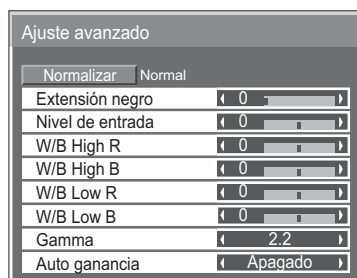 Ajuste avanzado
Normalizar Normal
Extensión negro 0
Nivel de entrada 0
W/B High R 0
W/B High B 0
W/B Low R 0
W/B Low B 0
Gamma 2.2
Auto ganancia Apagado